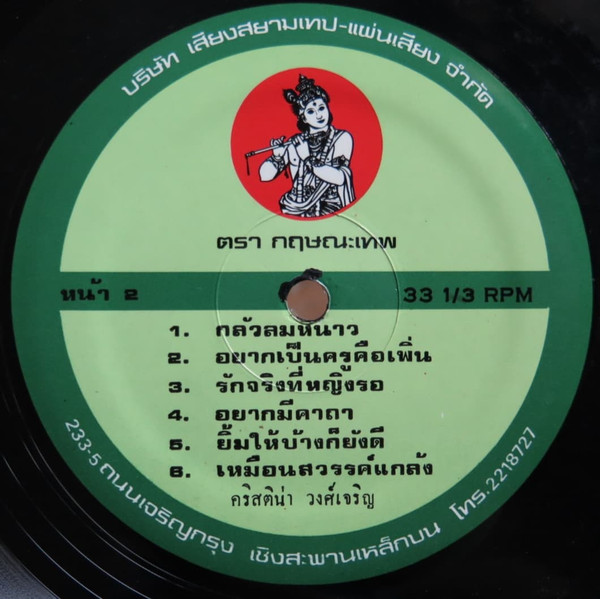 บริษัท เสียงสยามเทป-แผ่นเสียง จำกัด
ตรา กฤษณะเทพ
หน้า 2
33 1/3 RPM
1. กลัวลมหนาว
2. อยากเป็นครูคือเพิ่น
3. รักจริงที่หญิงรอ
4. อยากมีคาถา
5. ยิ้มให้บ้างก็ยังดี
6. เหมือนสวรรค์แกล้ง
คริสติน่า วงศ์เจริญ
233-5 ถนนเจริญกรุง เชิงสะพานเหล็กบน โทร.2218727